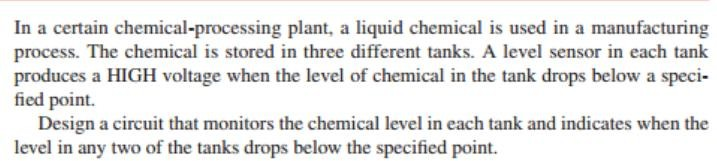 In a certain chemical-processing plant, a liquid chemical is used in a manufacturing
process. The chemical is stored in three different tanks. A level sensor in each tank
produces a HIGH voltage when the level of chemical in the tank drops below a speci-
fied point.
Design a circuit that monitors the chemical level in each tank and indicates when the
level in any two of the tanks drops below the specified point.